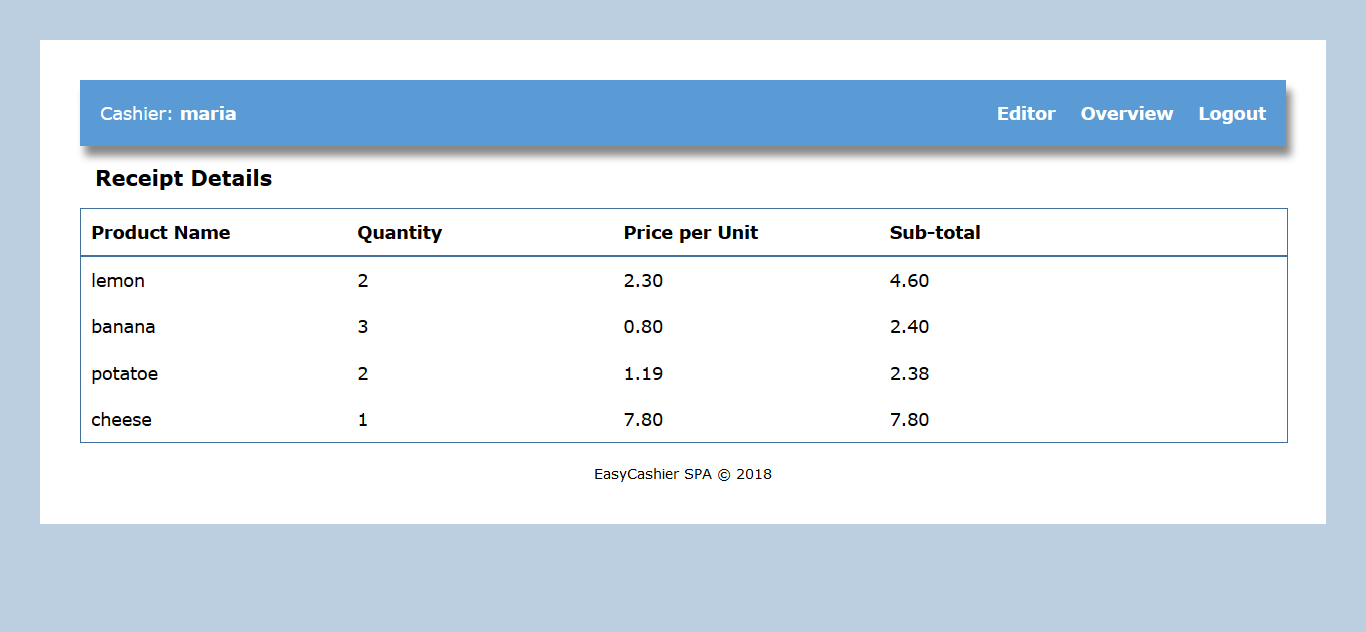 Cashier: maria Editor Overview Logout
Receipt Details
Product Name Quantity Price per Unit Sub-total
lemon 2 2.30 4.60
banana 3 0.80 2.40
potatoe 2 1.19 2.38
cheese 1 7.80 7.80
EasyCashier SPA © 2018